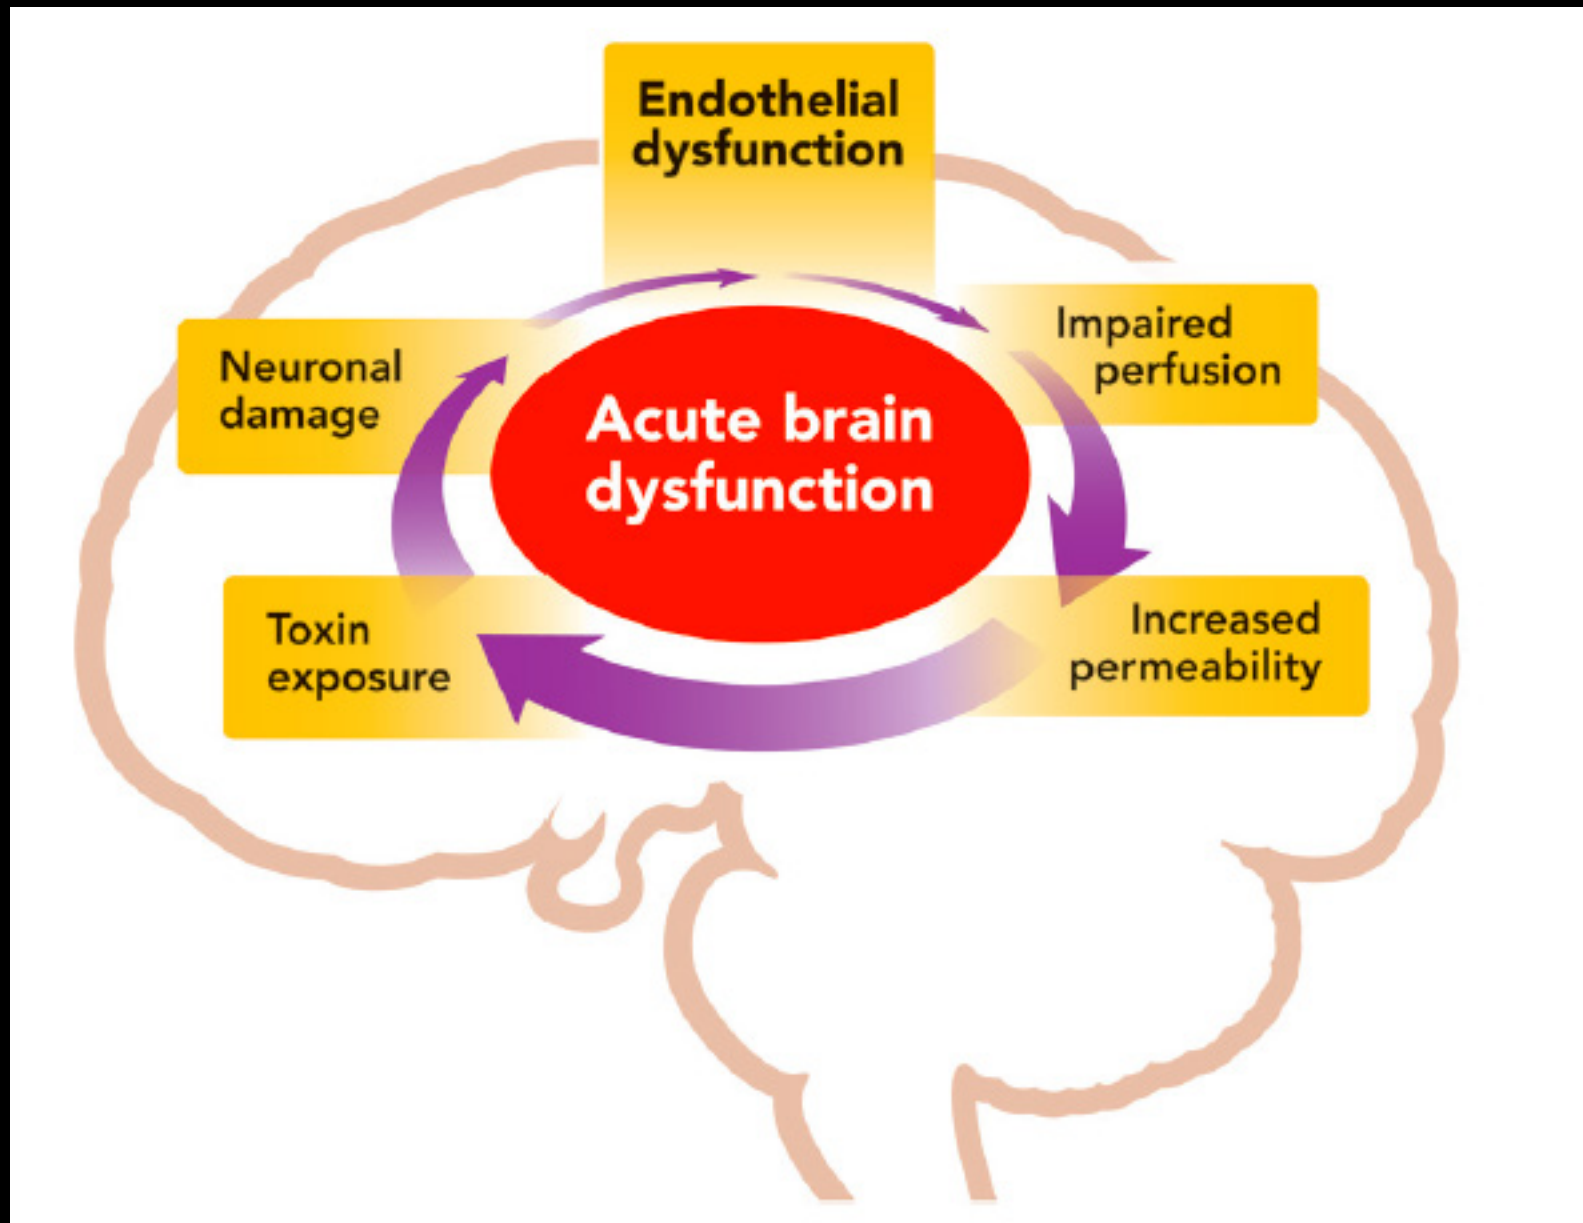 Endothelial
dysfunction
Impaired
perfusion
Neuronal
damage
Acute brain
dysfunction
Increased
permeability
Toxin
exposure